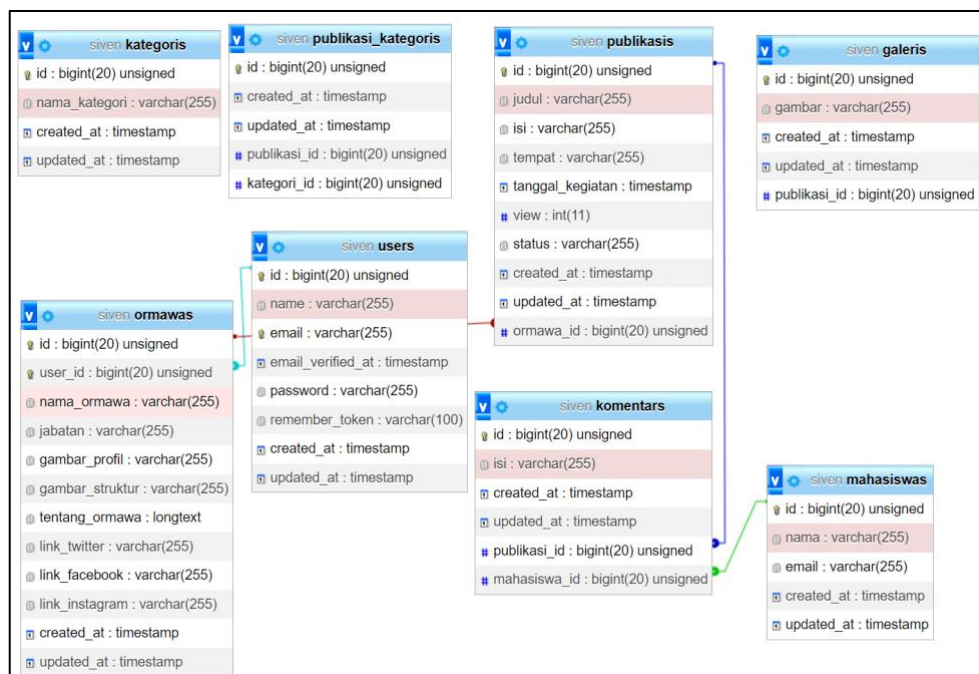 siven kategoris
id : bigint(20) unsigned
nama_kategori : varchar(255)
created_at : timestamp
updated_at : timestamp
siven publikasi_kategoris
id : bigint(20) unsigned
created_at : timestamp
updated_at : timestamp
publikasi_id : bigint(20) unsigned
kategori_id : bigint(20) unsigned
siven publikasis
id : bigint(20) unsigned
judul : varchar(255)
isi : varchar(255)
tempat : varchar(255)
tanggal_kegiatan : timestamp
view : int(11)
status : varchar(255)
created_at : timestamp
updated_at : timestamp
ormawa_id : bigint(20) unsigned
siven galeris
id : bigint(20) unsigned
gambar : varchar(255)
created_at : timestamp
updated_at : timestamp
publikasi_id : bigint(20) unsigned
siven users
id : bigint(20) unsigned
name : varchar(255)
email : varchar(255)
email_verified_at : timestamp
password : varchar(255)
remember_token : varchar(100)
created_at : timestamp
updated_at : timestamp
siven ormawas
id : bigint(20) unsigned
user_id : bigint(20) unsigned
nama_ormawa : varchar(255)
jabatan : varchar(255)
gambar_profil : varchar(255)
gambar_struktur : varchar(255)
tentang_ormawa : longtext
link_twitter : varchar(255)
link_facebook : varchar(255)
link_instagram : varchar(255)
created_at : timestamp
updated_at : timestamp
siven komentars
id : bigint(20) unsigned
isi : varchar(255)
created_at : timestamp
updated_at : timestamp
publikasi_id : bigint(20) unsigned
mahasiswa_id : bigint(20) unsigned
siven mahasiswas
id : bigint(20) unsigned
nama : varchar(255)
email : varchar(255)
created_at : timestamp
updated_at : timestamp